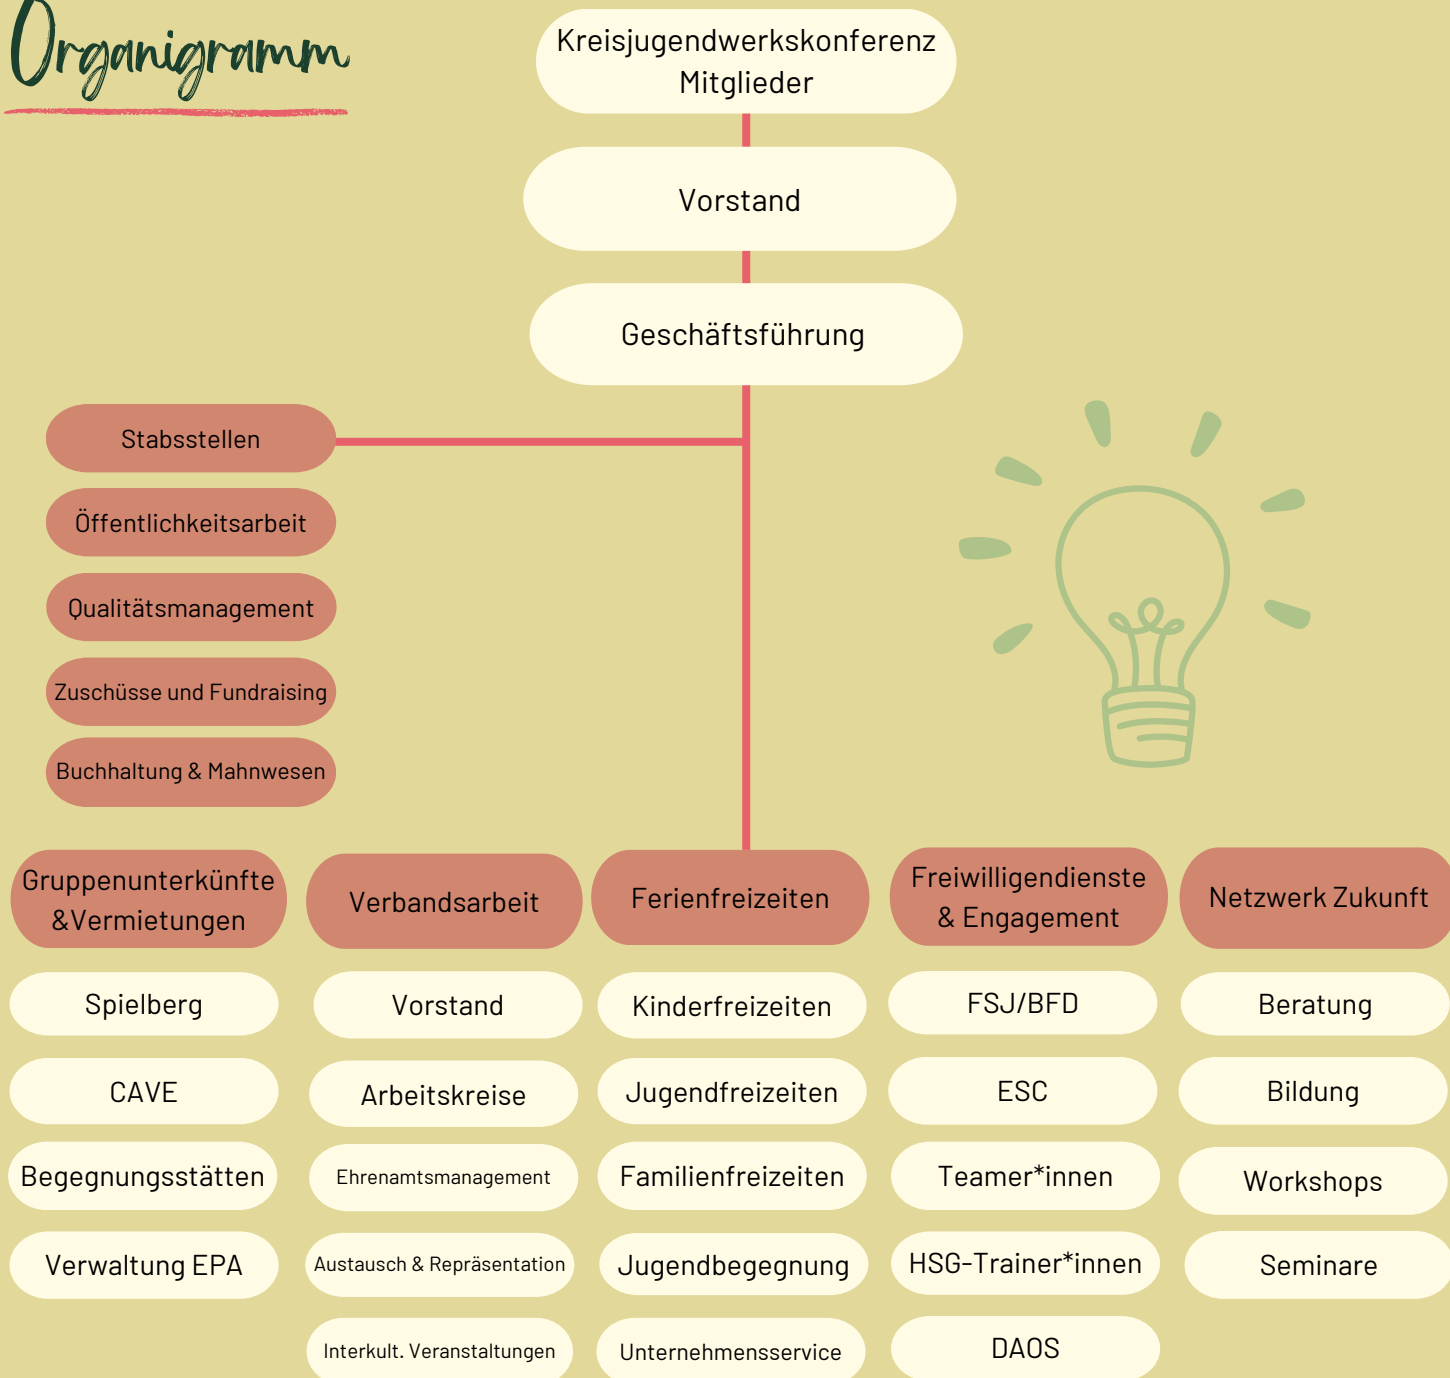 Organigramm
Kreisjugendwerkskonferenz
Mitglieder
Vorstand
Geschäftsführung
Stabsstellen
Öffentlichkeitsarbeit
Qualitätsmanagement
Zuschüsse und Fundraising
Buchhaltung & Mahnwesen
Gruppenunterkünfte
&Vermietungen
Spielberg
CAVE
Begegnungsstätten
Verwaltung EPA
Verbandsarbeit
Vorstand
Arbeitskreise
Ehrenamtsmanagement
Austausch & Repräsentation
Interkult. Veranstaltungen
Ferienfreizeiten
Kinderfreizeiten
Jugendfreizeiten
Familienfreizeiten
Jugendbegegnung
Unternehmensservice
Freiwilligendienste
& Engagement
FSJ/BFD
ESC
Teamer*innen
HSG-Trainer*innen
DAOS
Netzwerk Zukunft
Beratung
Bildung
Workshops
Seminare